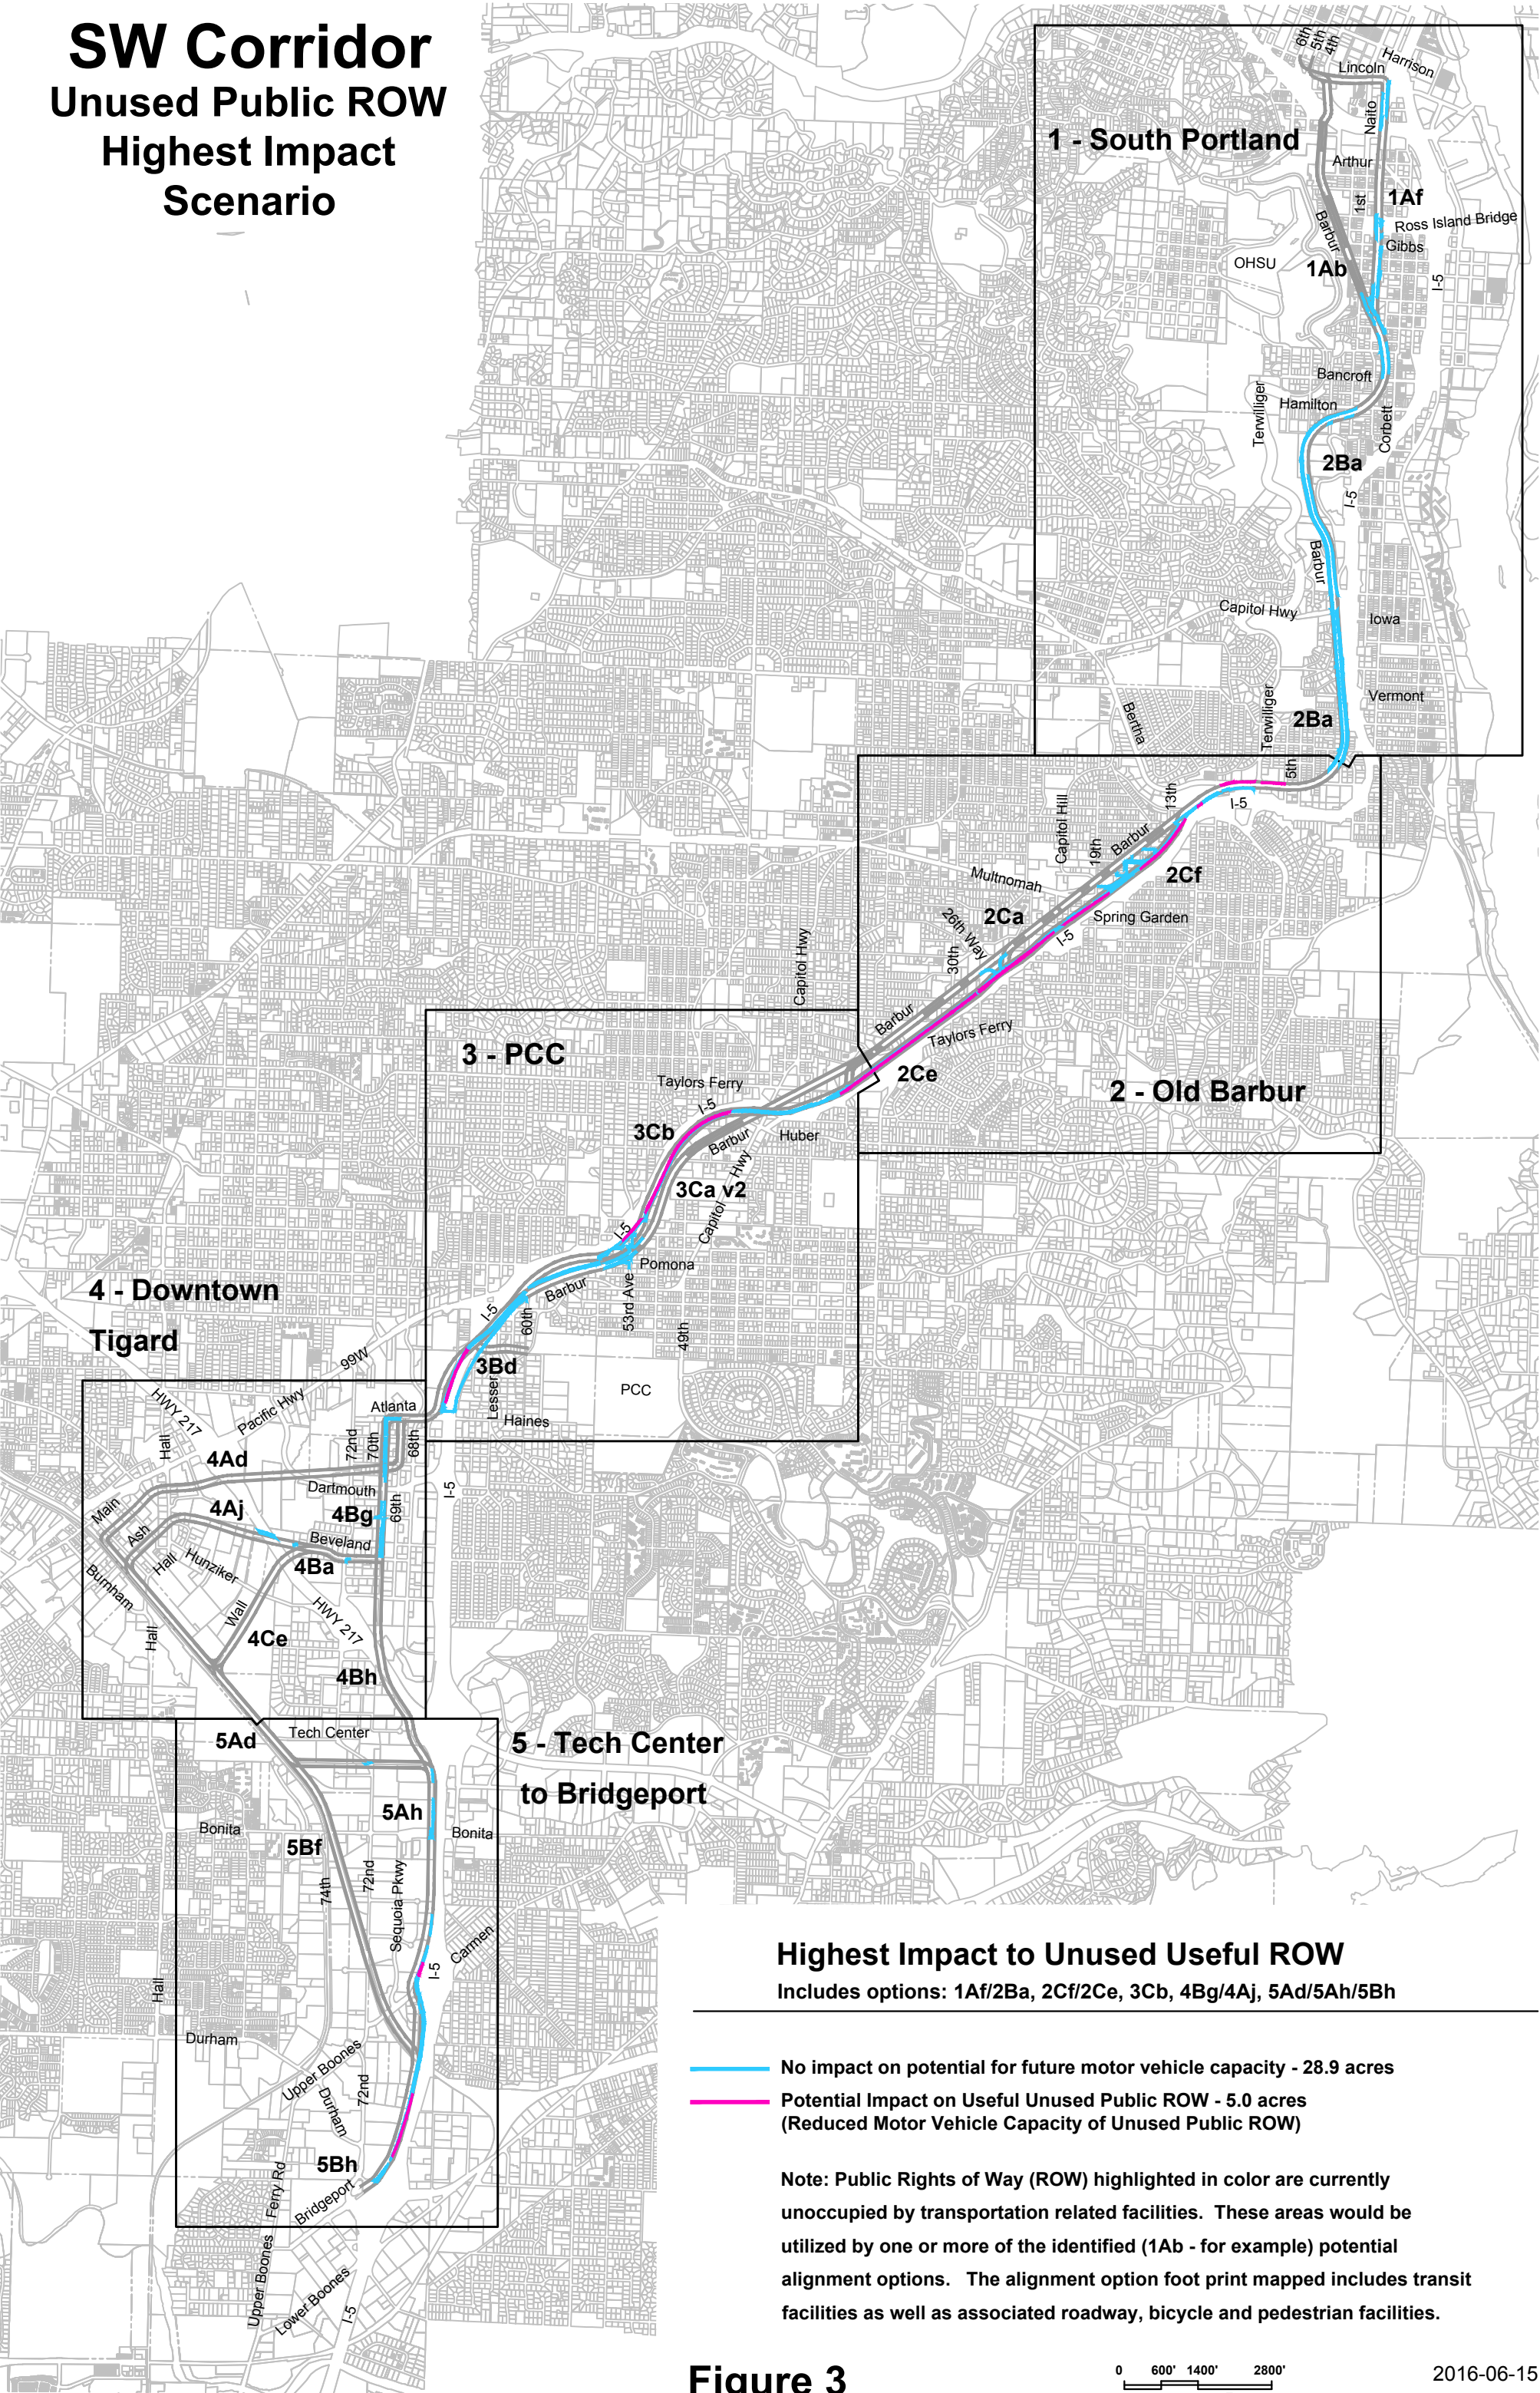 SW Corridor
Unused Public ROW
Highest Impact
Scenario
6th
5th
4th
Lincoln
Harrison
Naito
1 - South Portland
Arthur
1st
1Af
Barbur
Ross Island Bridge
Gibbs
OHSU
1Ab
I-5
Bancroft
Terwilliger
Hamilton
Corbett
2Ba
I-5
Barbur
Capitol Hwy
Iowa
Vermont
Bertha
Terwilliger
2Ba
5th
13th
I-5
Capitol Hill
19th
Barbur
Multnomah
2Cf
2Ca
Spring Garden
26th Way
I-5
30th
Capitol Hwy
Barbur
Taylors Ferry
2Ce
2 - Old Barbur
3 - PCC
Taylors Ferry
I-5
3Cb
Barbur
Huber
3Ca v2
Capitol Hwy
I-5
Pomona
Barbur
53rd Ave
I-5
60th
49th
3Bd
Lesser
PCC
Haines
4 - Downtown
Tigard
99W
HWY 217
Pacific Hwy
Atlanta
Hall
72nd
70th
68th
4Ad
Dartmouth
I-5
Main
4Aj
4Bg
69th
Ash
Beveland
Hall
Hunziker
4Ba
Burnham
Wall
HWY 217
Hall
4Ce
4Bh
5Ad
Tech Center
5 - Tech Center
to Bridgeport
5Ah
Bonita
Bonita
5Bf
74th
72nd
Sequoia Pkwy
Carmen
I-5
Hall
Durham
Upper Boones
Durham
72nd
5Bh
Bridgeport
Upper Boones Ferry Rd
Lower Boones
I-5
Highest Impact to Unused Useful ROW
Includes options: 1Af/2Ba, 2Cf/2Ce, 3Cb, 4Bg/4Aj, 5Ad/5Ah/5Bh
No impact on potential for future motor vehicle capacity - 28.9 acres
Potential Impact on Useful Unused Public ROW - 5.0 acres
(Reduced Motor Vehicle Capacity of Unused Public ROW)
Note: Public Rights of Way (ROW) highlighted in color are currently
unoccupied by transportation related facilities. These areas would be
utilized by one or more of the identified (1Ab - for example) potential
alignment options. The alignment option foot print mapped includes transit
facilities as well as associated roadway, bicycle and pedestrian facilities.
Figure 3
0 600' 1400' 2800'
2016-06-15